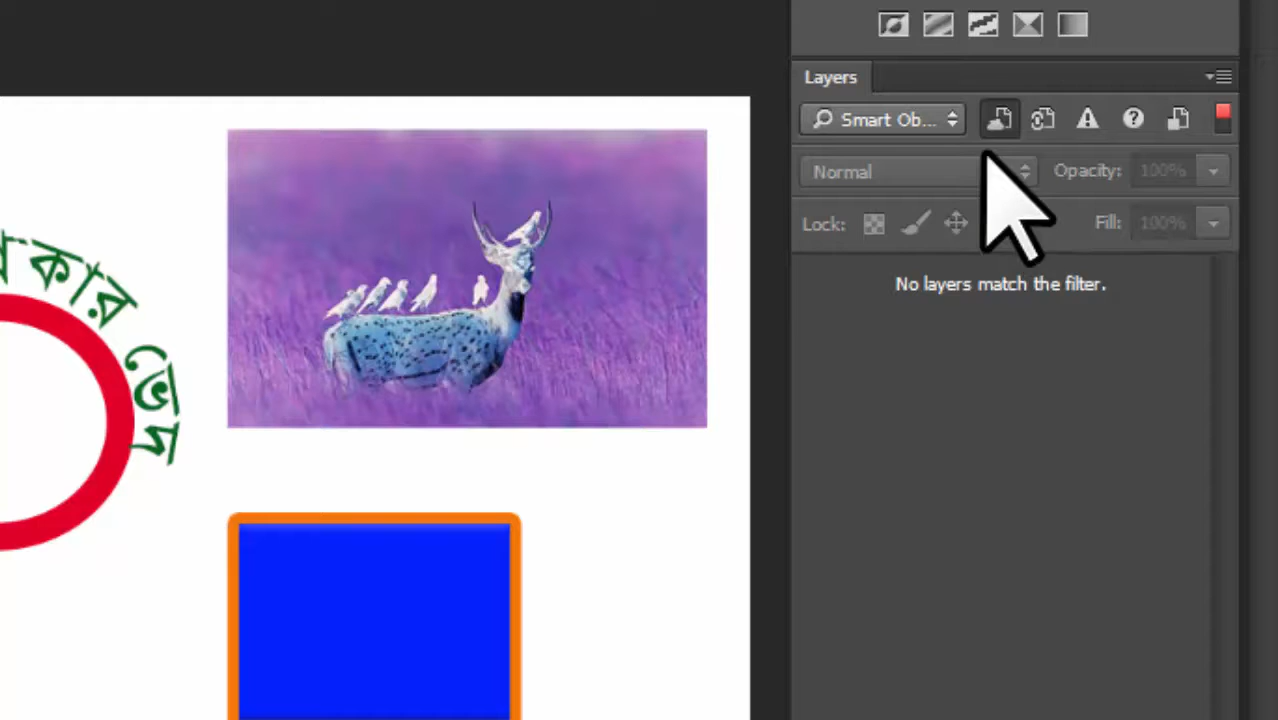 Layers
Smart Ob...
Normal
Opacity: 100%
Lock:
Fill: 100%
No layers match the filter.
কার
ভেদ